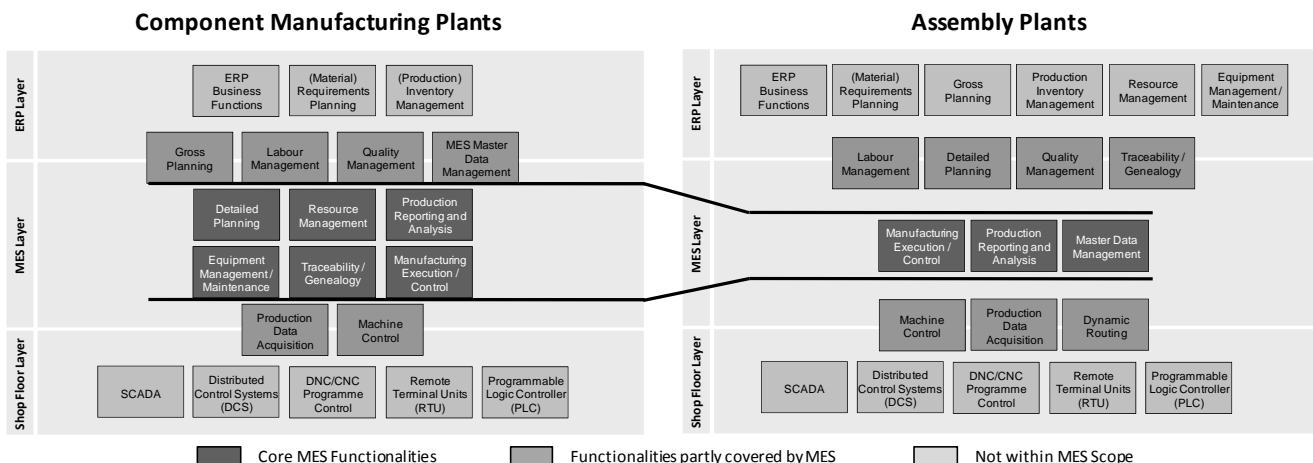 Component Manufacturing Plants
ERP Layer
ERP
Business
Functions
(Material)
Requirements
Planning
(Production)
Inventory
Management
Gross
Planning
Labour
Management
Quality
Management
MES Master
Data
Management
MES Layer
Detailed
Planning
Resource
Management
Production
Reporting and
Analysis
Equipment
Management /
Maintenance
Traceability /
Genealogy
Manufacturing
Execution /
Control
Production
Data
Acquisition
Machine
Control
Shop Floor Layer
SCADA
Distributed
Control Systems
(DCS)
DNC/CNC
Programme
Control
Remote
Terminal Units
(RTU)
Programmable
Logic Controller
(PLC)
Assembly Plants
ERP Layer
ERP
Business
Functions
(Material)
Requirements
Planning
Gross
Planning
Production
Inventory
Management
Resource
Management
Equipment
Management /
Maintenance
Labour
Management
Detailed
Planning
Quality
Management
Traceability /
Genealogy
MES Layer
Manufacturing
Execution /
Control
Production
Reporting and
Analysis
Master Data
Management
Machine
Control
Production
Data
Acquisition
Dynamic
Routing
Shop Floor Layer
SCADA
Distributed
Control Systems
(DCS)
DNC/CNC
Programme
Control
Remote
Terminal Units
(RTU)
Programmable
Logic Controller
(PLC)
Core MES Functionalities
Functionalities partly covered by MES
Not within MES Scope